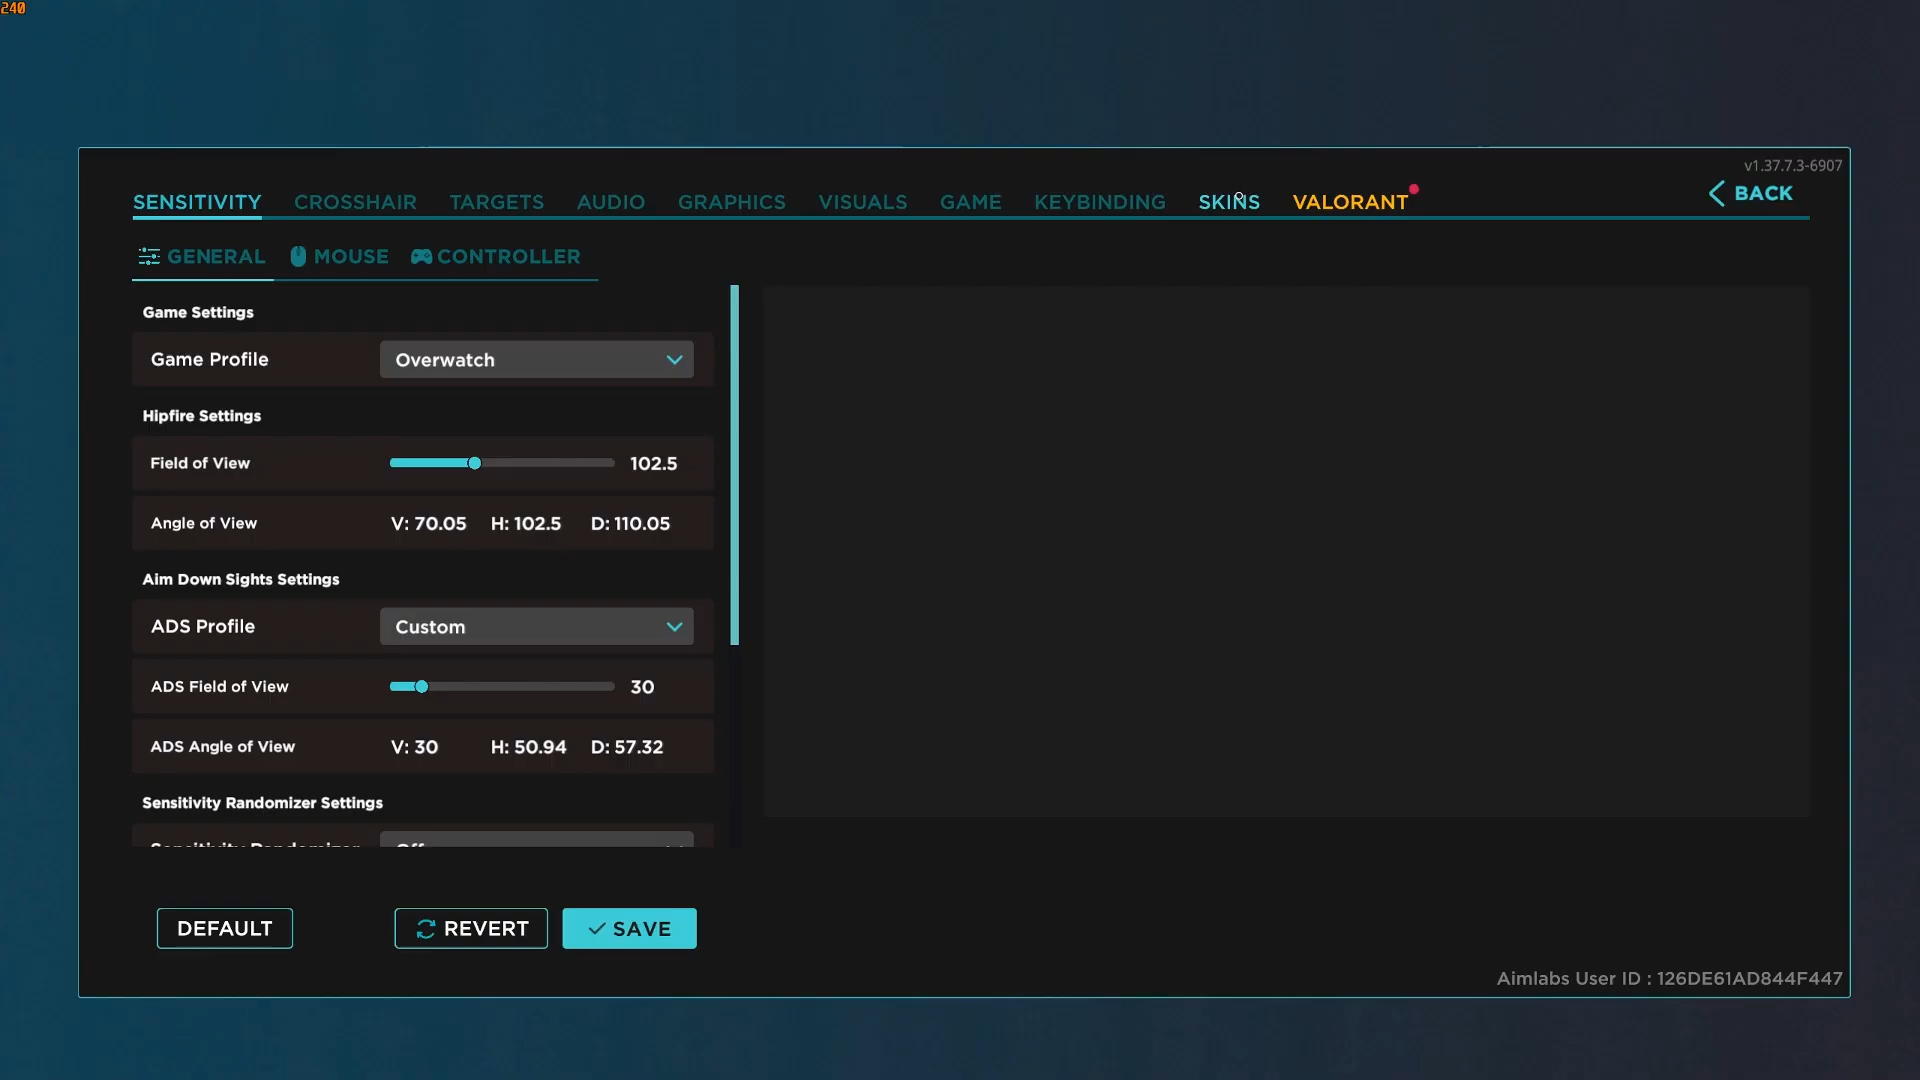 240
v1.37.7.3-6907
SENSITIVITY CROSSHAIR TARGETS AUDIO GRAPHICS VISUALS GAME KEYBINDING SKINS VALORANT BACK
GENERAL MOUSE CONTROLLER
Game Settings
Game Profile Overwatch
Hipfire Settings
Field of View 102.5
Angle of View V: 70.05 H: 102.5 D: 110.05
Aim Down Sights Settings
ADS Profile Custom
ADS Field of View 30
ADS Angle of View V: 30 H: 50.94 D: 57.32
Sensitivity Randomizer Settings
Sensitivity Randomizer Off
DEFAULT REVERT SAVE
Aimlabs User ID : 126DE61AD844F447